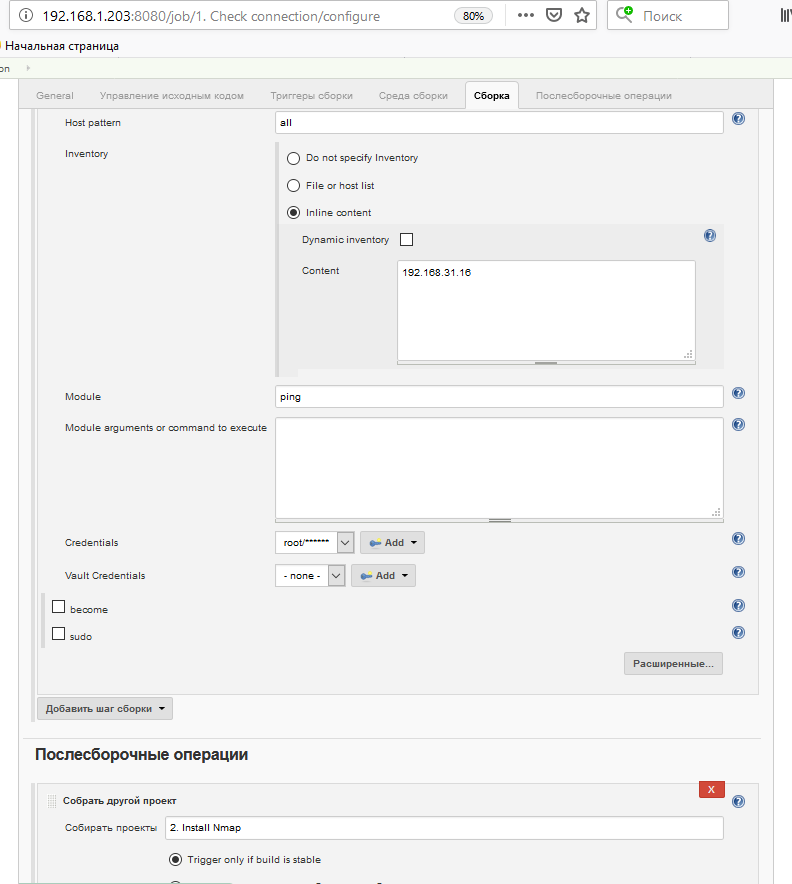 192.168.1.203:8080/job/1. Check connection/configure
80%
Поиск
Начальная страница
on
General
Управление исходным кодом
Триггеры сборки
Среда сборки
Сборка
Послесборочные операции
Host pattern
all
Inventory
Do not specify Inventory
File or host list
Inline content
Dynamic inventory
Content
192.168.31.16
Module
ping
Module arguments or command to execute
Credentials
root/******
Add
Vault Credentials
- none -
Add
become
sudo
Расширенные...
Добавить шаг сборки
Послесборочные операции
X
Собрать другой проект
Собирать проекты
2. Install Nmap
Trigger only if build is stable